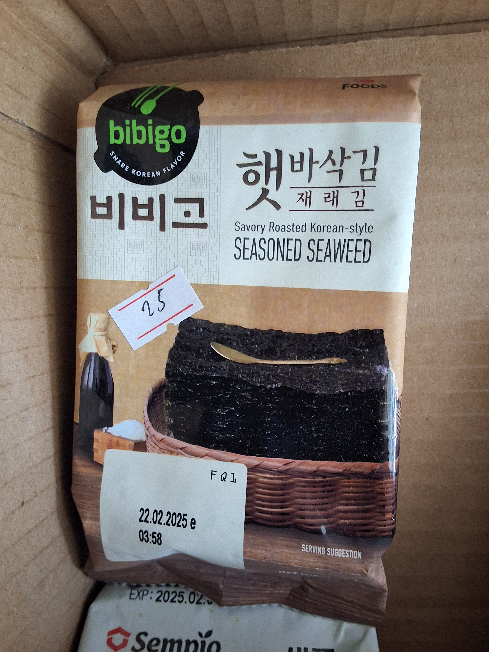 FOODS
bibigo
SHARE KOREAN FLAVOR
비비고
햇바삭김
재래김
Savory Roasted Korean-style
SEASONED SEAWEED
25
FQ1
22.02.2025 e
03:58
SERVING SUGGESTION
EXP: 2025.02.
Sempio